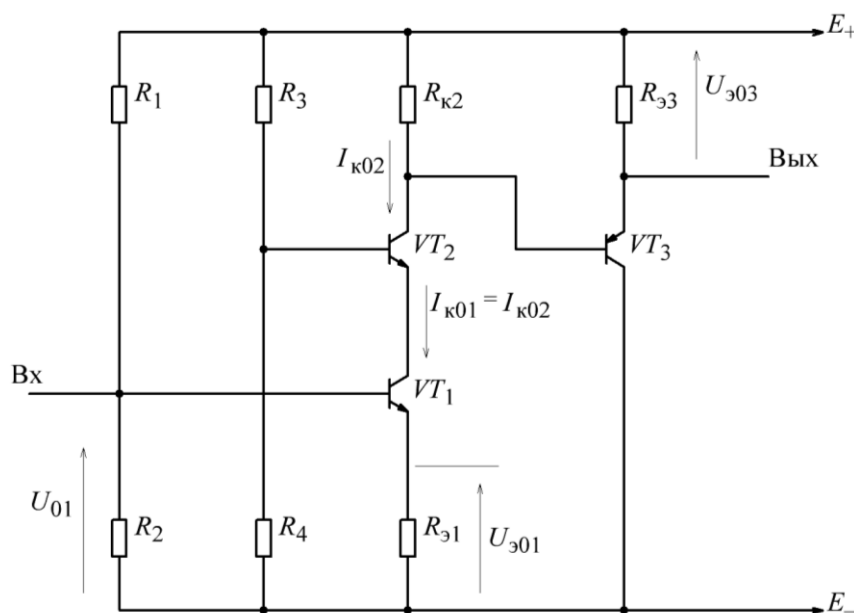 E₊
R₁
R₃
Rк2
Rэ3
Uэ03
Iк02
Вых
VT₂
VT₃
Iк01 = Iк02
Вх
VT₁
U₀₁
R₂
R₄
Rэ1
Uэ01
E₋